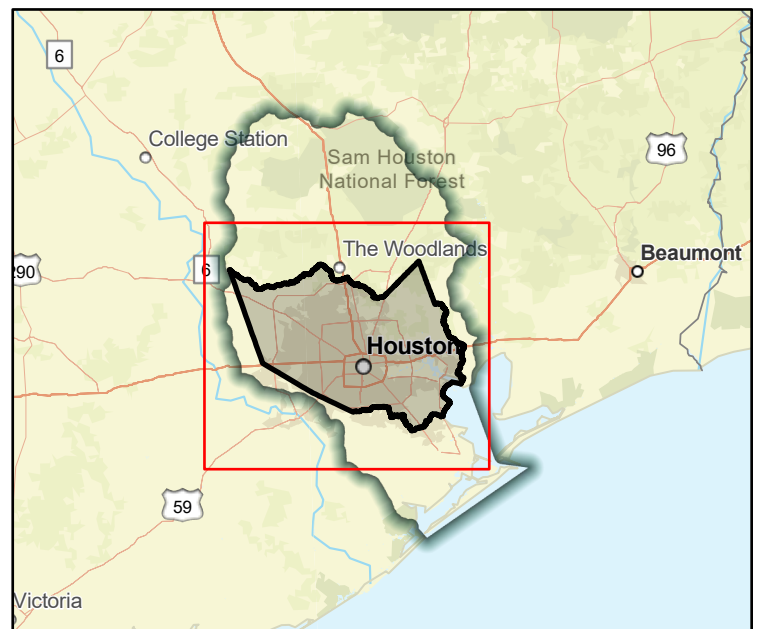 6
College Station
96
Sam Houston
National Forest
The Woodlands
Beaumont
290
6
Houston
59
Victoria